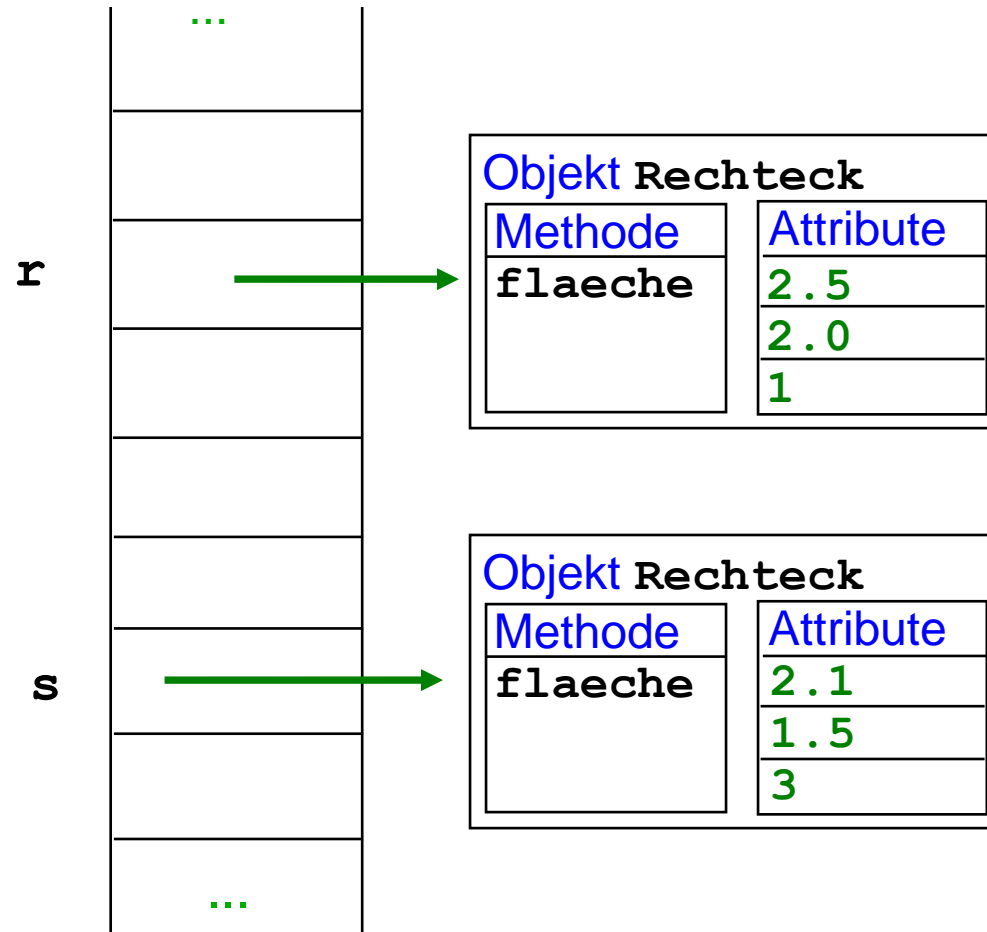 ...
r
Objekt Rechteck
Methode
flaeche
Attribute
2.5
2.0
1
s
Objekt Rechteck
Methode
flaeche
Attribute
2.1
1.5
3
...